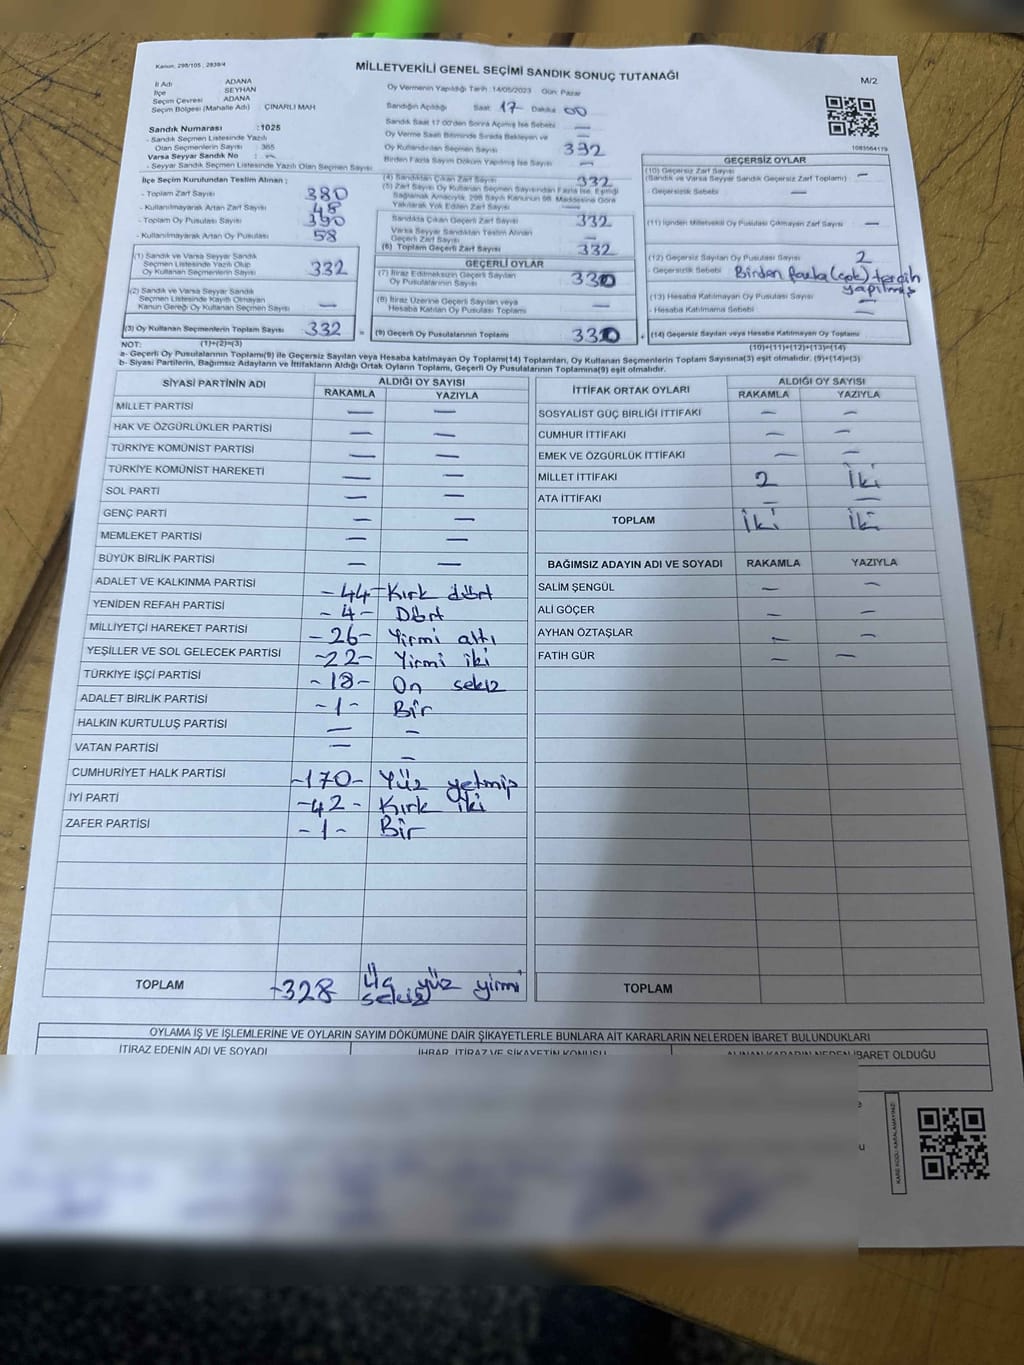 Kanun, 298/105 ; 2839/4
MİLLETVEKİLİ GENEL SEÇİMİ SANDIK SONUÇ TUTANAĞI
M/2
İl Adı ADANA
İlçe SEYHAN
Seçim Çevresi ADANA
Seçim Bölgesi (Mahalle Adı) ÇINARLI MAH
Sandık Numarası :1025
- Sandık Seçmen Listesinde Yazılı
Olan Seçmenlerin Sayısı : 365
Varsa Seyyar Sandık No : —
- Seyyar Sandık Seçmen Listesinde Yazılı Olan Seçmen Sayısı
Oy Vermenin Yapıldığı Tarih :14/05/2023 Gün: Pazar
Sandığın Açıldığı Saat 17 Dakika 00
Sandık Saat 17:00'den Sonra Açılmış İse Sebebi —
Oy Verme Saati Bitiminde Sırada Bekleyen ve
Oy Kullandırılan Seçmen Sayısı 332
Birden Fazla Sayım Döküm Yapılmış İse Sayısı —
1083564179
İlçe Seçim Kurulundan Teslim Alınan ;
- Toplam Zarf Sayısı 380
- Kullanılmayarak Artan Zarf Sayısı 48
- Toplam Oy Pusulası Sayısı 390
- Kullanılmayarak Artan Oy Pusulası 58
(1) Sandık ve Varsa Seyyar Sandık
Seçmen Listesinde Yazılı Olup
Oy Kullanan Seçmenlerin Sayısı 332
(2) Sandık ve Varsa Seyyar Sandık
Seçmen Listesinde Kayıtlı Olmayan
Kanun Gereği Oy Kullanan Seçmen Sayısı —
(3) Oy Kullanan Seçmenlerin Toplam Sayısı 332 =
(4) Sandıktan Çıkan Zarf Sayısı 332
(5) Zarf Sayısı Oy Kullanan Seçmen Sayısından Fazla İse, Eşitliği
Sağlamak Amacıyla, 298 Sayılı Kanunun 98. Maddesine Göre
Yakılarak Yok Edilen Zarf Sayısı —
Sandıkta Çıkan Geçerli Zarf Sayısı 332
Varsa Seyyar Sandıktan Teslim Alınan
Geçerli Zarf Sayısı —
(6) Toplam Geçerli Zarf Sayısı 332
GEÇERLİ OYLAR
(7) İtiraz Edilmeksizin Geçerli Sayılan
Oy Pusulalarının Sayısı 330
(8) İtiraz Üzerine Geçerli Sayılan veya
Hesaba Katılan Oy Pusulaları Toplamı —
(9) Geçerli Oy Pusulalarının Toplamı 330 +
GEÇERSİZ OYLAR
(10) Geçersiz Zarf Sayısı
(Sandık ve Varsa Seyyar Sandık Geçersiz Zarf Toplamı) —
- Geçersizlik Sebebi —
(11) İçinden Milletvekili Oy Pusulası Çıkmayan Zarf Sayısı —
(12) Geçersiz Sayılan Oy Pusulası Sayısı 2
- Geçersizlik Sebebi Birden fazla (çok) tercih
yapılmış
(13) Hesaba Katılmayan Oy Pusulası Sayısı —
- Hesaba Katılmama Sebebi —
(14) Geçersiz Sayılan veya Hesaba Katılmayan Oy Toplamı
NOT: (1)+(2)=(3) (10)+(11)+(12)+(13)=(14)
a- Geçerli Oy Pusulalarının Toplamı(9) ile Geçersiz Sayılan veya Hesaba katılmayan Oy Toplamı(14) Toplamları, Oy Kullanan Seçmenlerin Toplam Sayısına(3) eşit olmalıdır. (9)+(14)=(3)
b- Siyasi Partilerin, Bağımsız Adayların ve İttifakların Aldığı Ortak Oyların Toplamı, Geçerli Oy Pusulalarının Toplamına(9) eşit olmalıdır.
SİYASİ PARTİNİN ADI ALDIĞI OY SAYISI
RAKAMLA YAZIYLA
MİLLET PARTİSİ — —
HAK VE ÖZGÜRLÜKLER PARTİSİ — —
TÜRKİYE KOMÜNİST PARTİSİ — —
TÜRKİYE KOMÜNİST HAREKETİ — —
SOL PARTİ — —
GENÇ PARTİ — —
MEMLEKET PARTİSİ — —
BÜYÜK BİRLİK PARTİSİ — —
ADALET VE KALKINMA PARTİSİ -44- Kırk dört
YENİDEN REFAH PARTİSİ -4- Dört
MİLLİYETÇİ HAREKET PARTİSİ -26- Yirmi altı
YEŞİLLER VE SOL GELECEK PARTİSİ -22- Yirmi iki
TÜRKİYE İŞÇİ PARTİSİ -18- On sekiz
ADALET BİRLİK PARTİSİ -1- Bir
HALKIN KURTULUŞ PARTİSİ — —
VATAN PARTİSİ — —
CUMHURİYET HALK PARTİSİ -170- Yüz yetmiş
İYİ PARTİ -42- Kırk iki
ZAFER PARTİSİ -1- Bir
TOPLAM -328 Üç yüz yirmi
sekiz
İTTİFAK ORTAK OYLARI ALDIĞI OY SAYISI
RAKAMLA YAZIYLA
SOSYALİST GÜÇ BİRLİĞİ İTTİFAKI — —
CUMHUR İTTİFAKI — —
EMEK VE ÖZGÜRLÜK İTTİFAKI — —
MİLLET İTTİFAKI 2 İki
ATA İTTİFAKI — —
TOPLAM İki İki
BAĞIMSIZ ADAYIN ADI VE SOYADI RAKAMLA YAZIYLA
SALİM ŞENGÜL — —
ALİ GÖÇER — —
AYHAN ÖZTAŞLAR — —
FATİH GÜR — —
TOPLAM
OYLAMA İŞ VE İŞLEMLERİNE VE OYLARIN SAYIM DÖKÜMÜNE DAİR ŞİKAYETLERLE BUNLARA AİT KARARLARIN NELERDEN İBARET BULUNDUKLARI
İTİRAZ EDENİN ADI VE SOYADI İHBAR, İTİRAZ VE ŞİKAYETİN KONUSU ALINAN KARARIN NEDEN İBARET OLDUĞU
KARE KODU KARALAMAYINIZ!